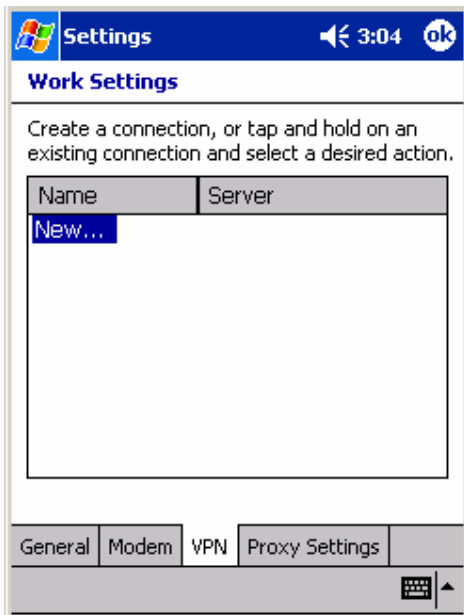 Settings 3:04 ok
Work Settings
Create a connection, or tap and hold on an
existing connection and select a desired action.
Name Server
New...
General Modem VPN Proxy Settings